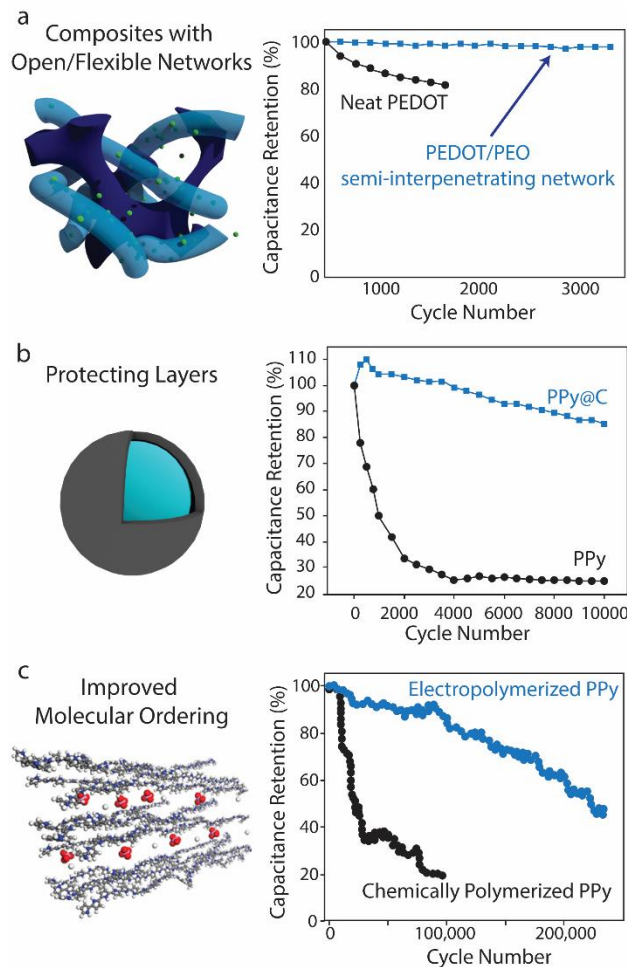 a
Composites with
Open/Flexible Networks
Capacitance Retention (%)
100
80
60
40
20
0
Neat PEDOT
PEDOT/PEO
semi-interpenetrating network
1000
2000
3000
Cycle Number
b
Protecting Layers
Capacitance Retention (%)
110
100
90
80
70
60
50
40
30
20
PPy@C
PPy
0
2000
4000
6000
8000
10000
Cycle Number
c
Improved
Molecular Ordering
Capacitance Retention (%)
100
80
60
40
20
0
Electropolymerized PPy
Chemically Polymerized PPy
0
100,000
200,000
Cycle Number